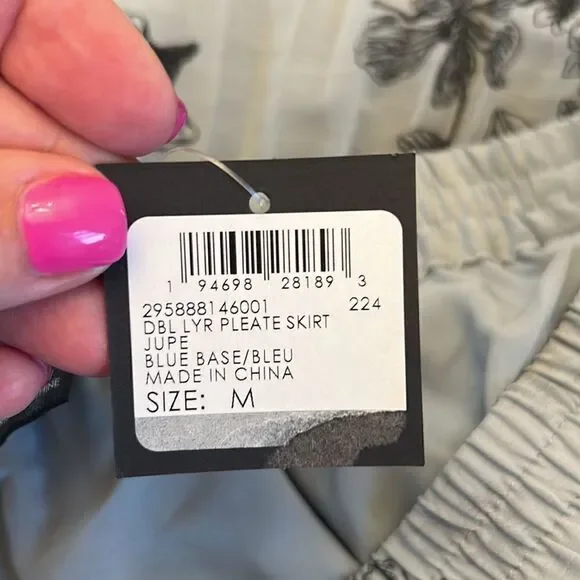 1 94698 28189 3
295888146001 224
DBL LYR PLEATE SKIRT
JUPE
BLUE BASE/BLEU
MADE IN CHINA
SIZE: M